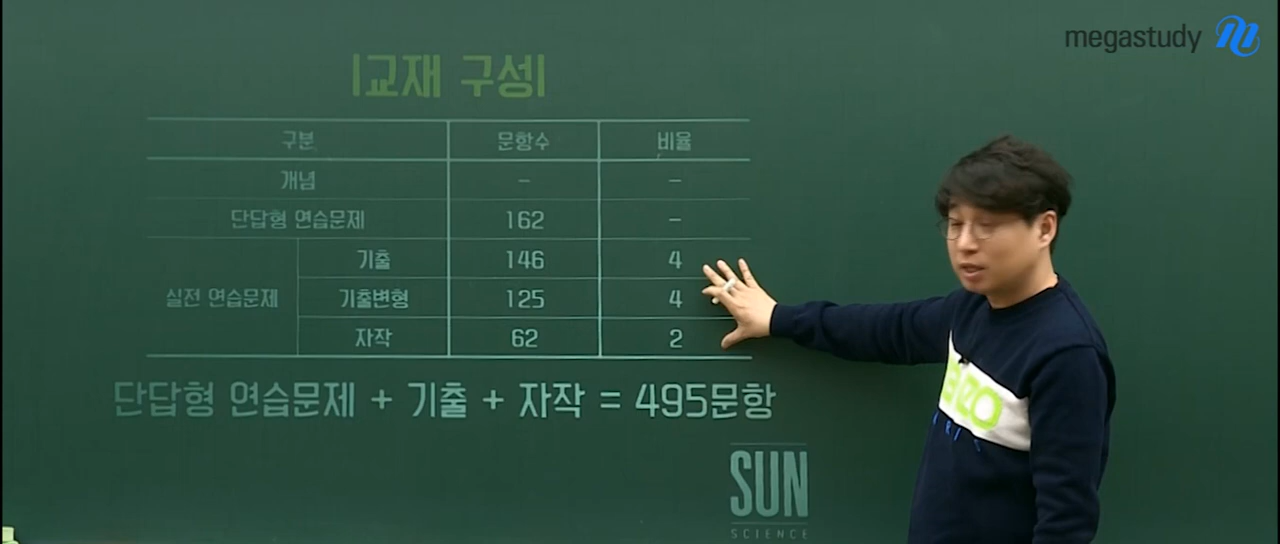 megastudy
|교재 구성|
구분 문항수 비율
개념 - -
단답형 연습문제 162 -
실전 연습문제 기출 146 4
기출변형 125 4
자작 62 2
단답형 연습문제 + 기출 + 자작 = 495문항
SUN
SCIENCE